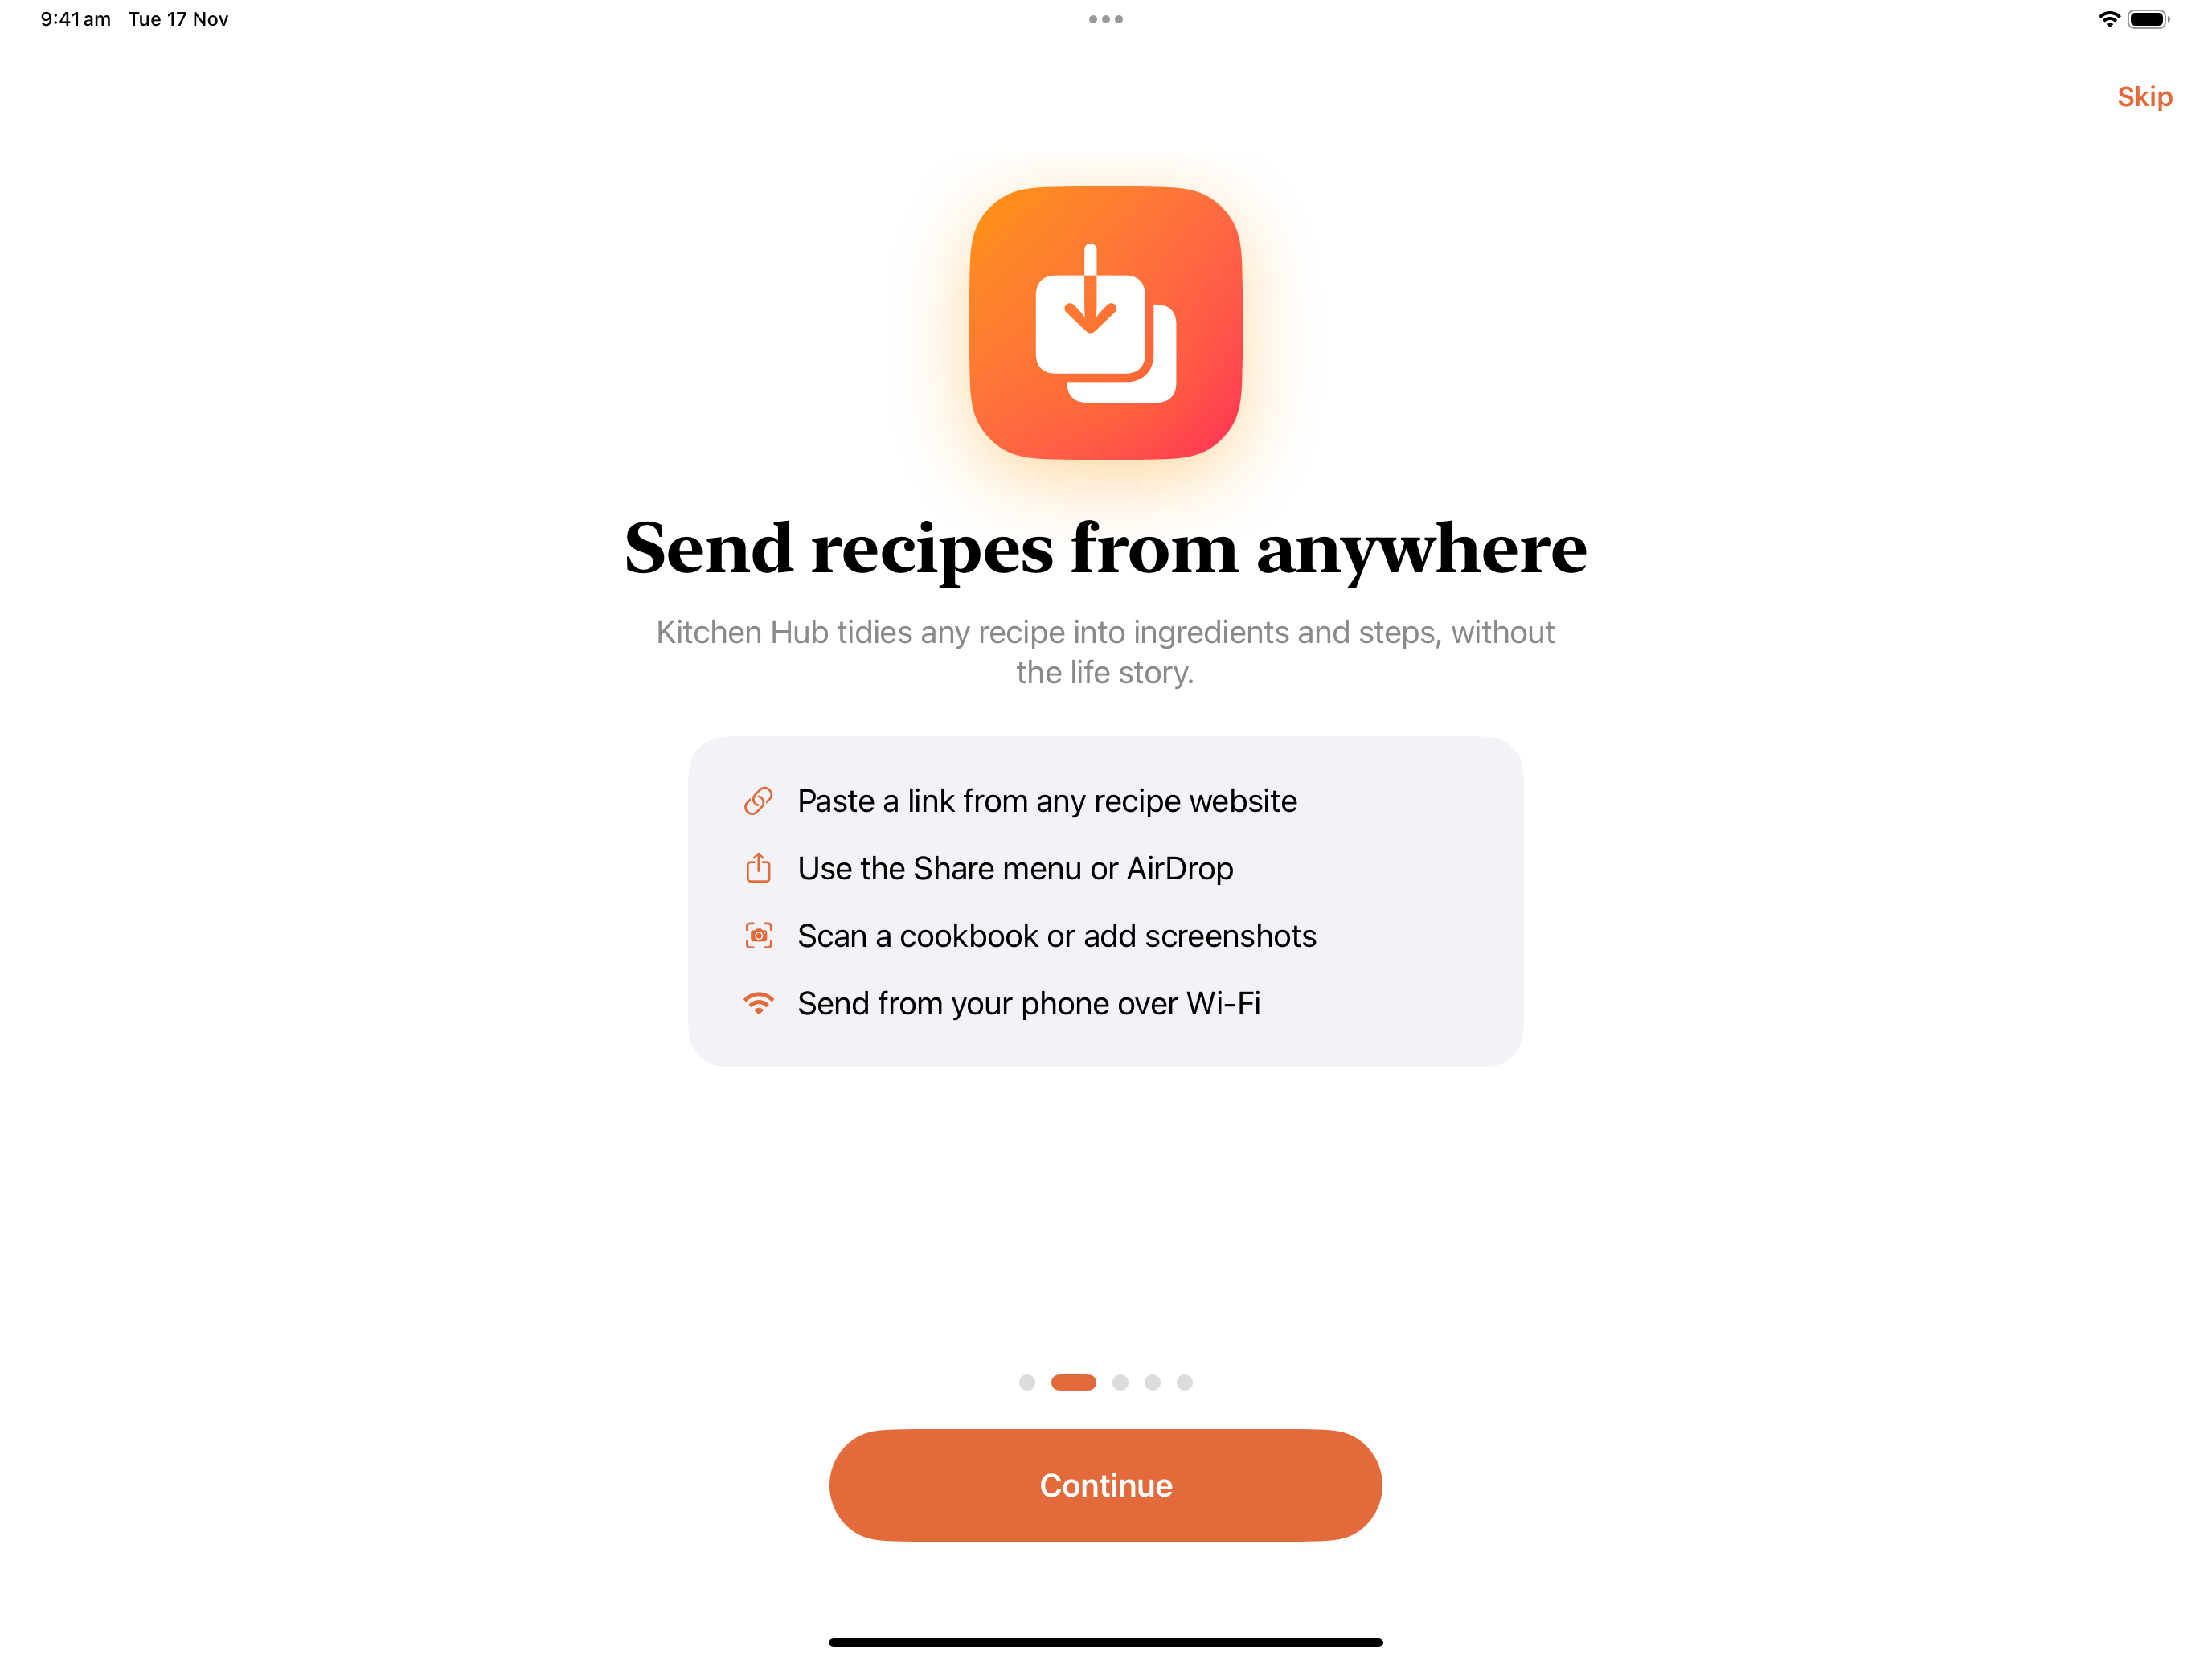 9:41 am Tue 17 Nov
Skip
Send recipes from anywhere
Kitchen Hub tidies any recipe into ingredients and steps, without
the life story.
Paste a link from any recipe website
Use the Share menu or AirDrop
Scan a cookbook or add screenshots
Send from your phone over Wi-Fi
Continue